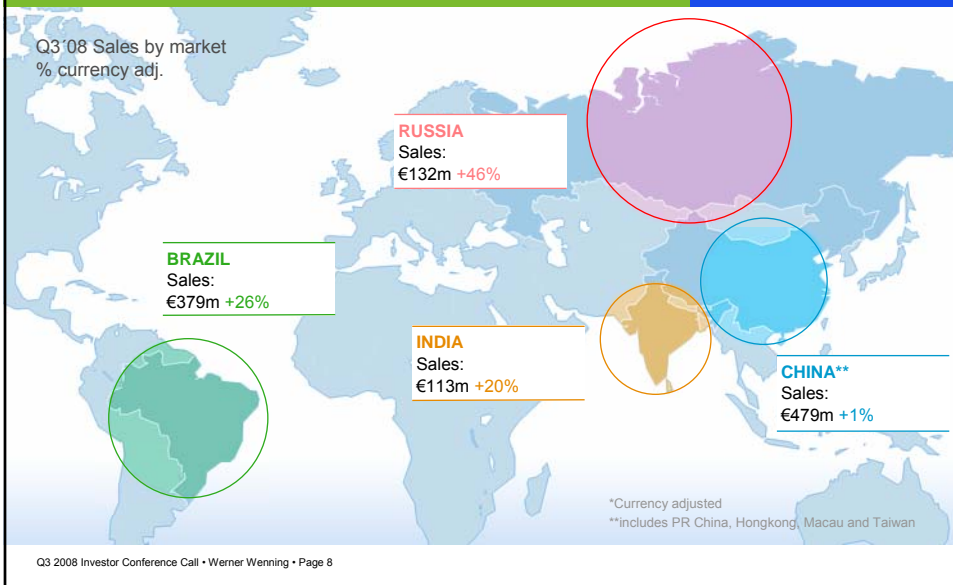 Q3´08 Sales by market
% currency adj.
RUSSIA
Sales:
€132m +46%
BRAZIL
Sales:
€379m +26%
INDIA
Sales:
€113m +20%
CHINA**
Sales:
€479m +1%
*Currency adjusted
**includes PR China, Hongkong, Macau and Taiwan
Q3 2008 Investor Conference Call • Werner Wenning • Page 8